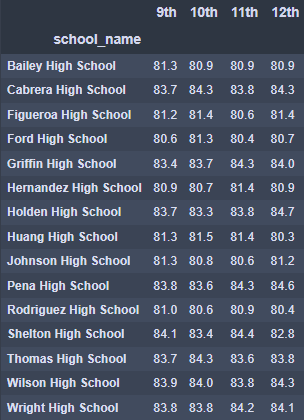 9th 10th 11th 12th
school_name
Bailey High School 81.3 80.9 80.9 80.9
Cabrera High School 83.7 84.3 83.8 84.3
Figueroa High School 81.2 81.4 80.6 81.4
Ford High School 80.6 81.3 80.4 80.7
Griffin High School 83.4 83.7 84.3 84.0
Hernandez High School 80.9 80.7 81.4 80.9
Holden High School 83.7 83.3 83.8 84.7
Huang High School 81.3 81.5 81.4 80.3
Johnson High School 81.3 80.8 80.6 81.2
Pena High School 83.8 83.6 84.3 84.6
Rodriguez High School 81.0 80.6 80.9 80.4
Shelton High School 84.1 83.4 84.4 82.8
Thomas High School 83.7 84.3 83.6 83.8
Wilson High School 83.9 84.0 83.8 84.3
Wright High School 83.8 83.8 84.2 84.1